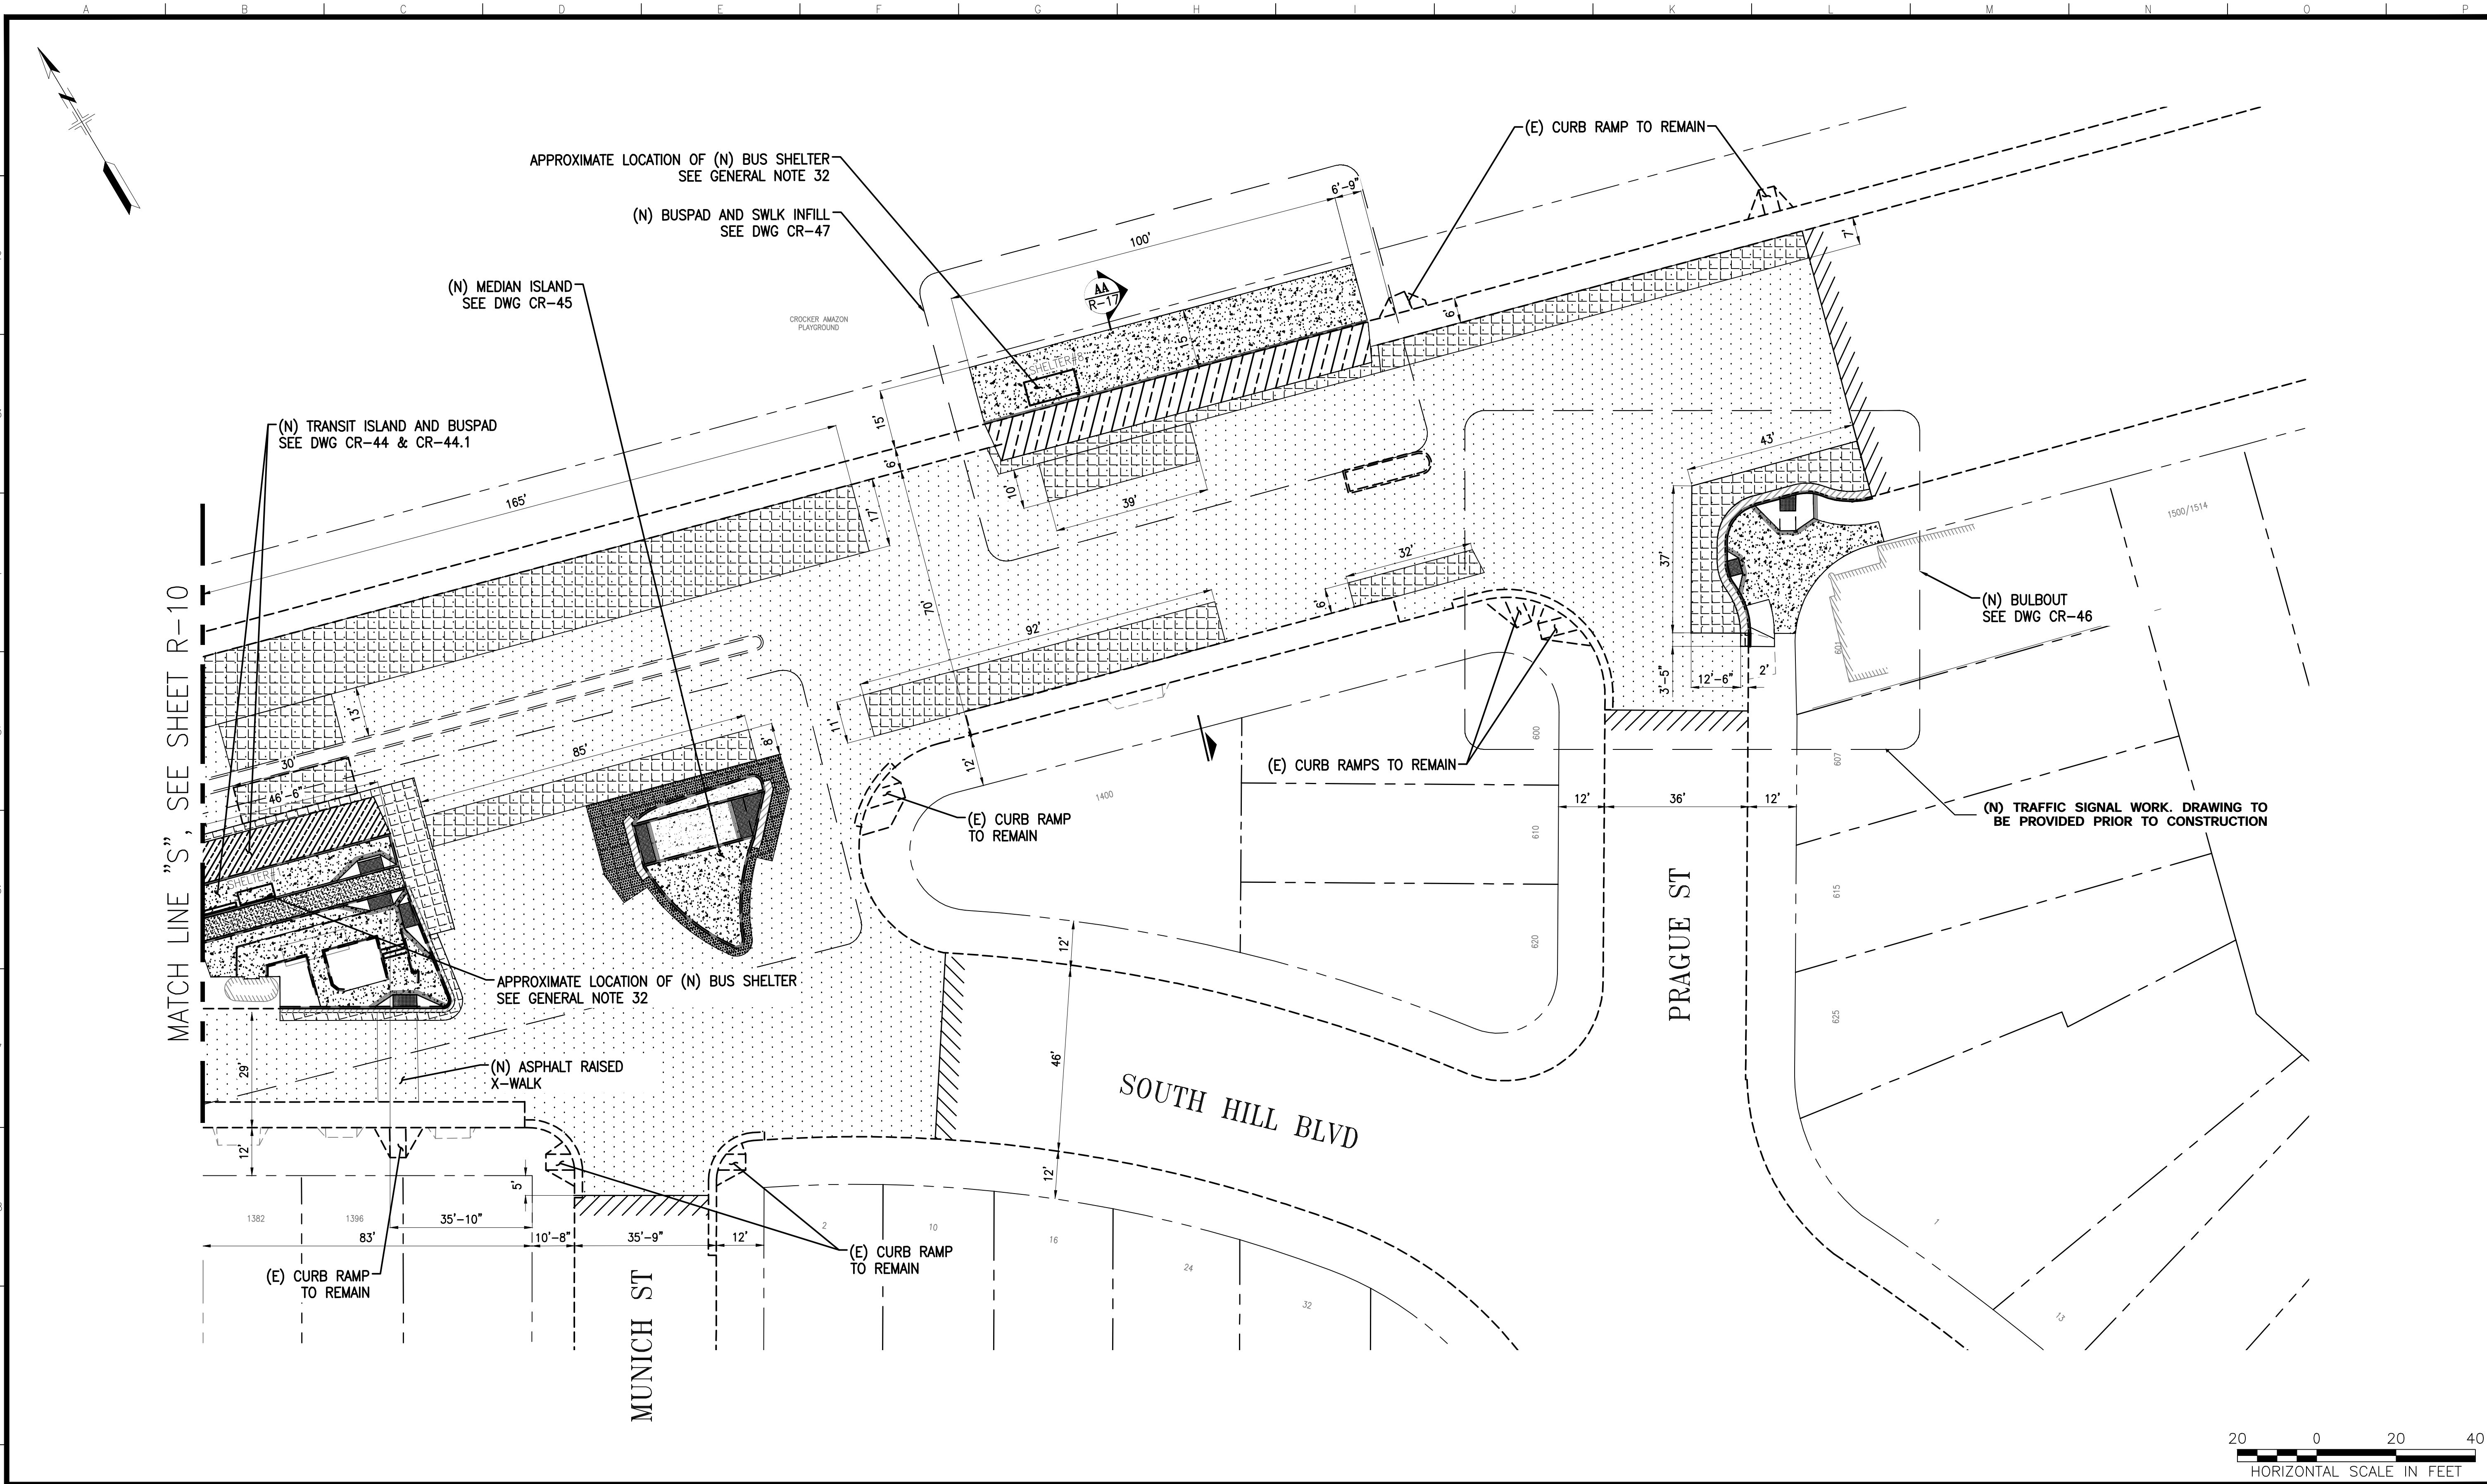 A B C D E F G H I J K L M N O P
(E) CURB RAMP TO REMAIN
APPROXIMATE LOCATION OF (N) BUS SHELTER
SEE GENERAL NOTE 32
6'-9"
(N) BUSPAD AND SWLK INFILL
SEE DWG CR-47
100'
7'
(N) MEDIAN ISLAND
SEE DWG CR-45
AA
R-17
CROCKER AMAZON
PLAYGROUND
6'
15'
SHELTER#8
(N) TRANSIT ISLAND AND BUSPAD
SEE DWG CR-44 & CR-44.1
15'
43'
6'
165'
10'
39'
17'
1500/1514
32'
37'
70'
6'
(N) BULBOUT
SEE DWG CR-46
MATCH LINE "S", SEE SHEET R-10
92'
601
3'-5"
12'-6"
2'
13'
11'
85'
8'
600
12'
607
30'
46'-6"
(E) CURB RAMPS TO REMAIN
1400
12'
36'
12'
(N) TRAFFIC SIGNAL WORK. DRAWING TO
BE PROVIDED PRIOR TO CONSTRUCTION
(E) CURB RAMP
TO REMAIN
610
SHELTER#
615
PRAGUE ST
620
12'
APPROXIMATE LOCATION OF (N) BUS SHELTER
SEE GENERAL NOTE 32
625
29'
46'
(N) ASPHALT RAISED
X-WALK
SOUTH HILL BLVD
12'
12'
5'
1382
1396
35'-10"
83'
10'-8"
35'-9"
12'
2
10
16
24
32
1
13
(E) CURB RAMP
TO REMAIN
(E) CURB RAMP
TO REMAIN
MUNICH ST
20 0 20 40
HORIZONTAL SCALE IN FEET